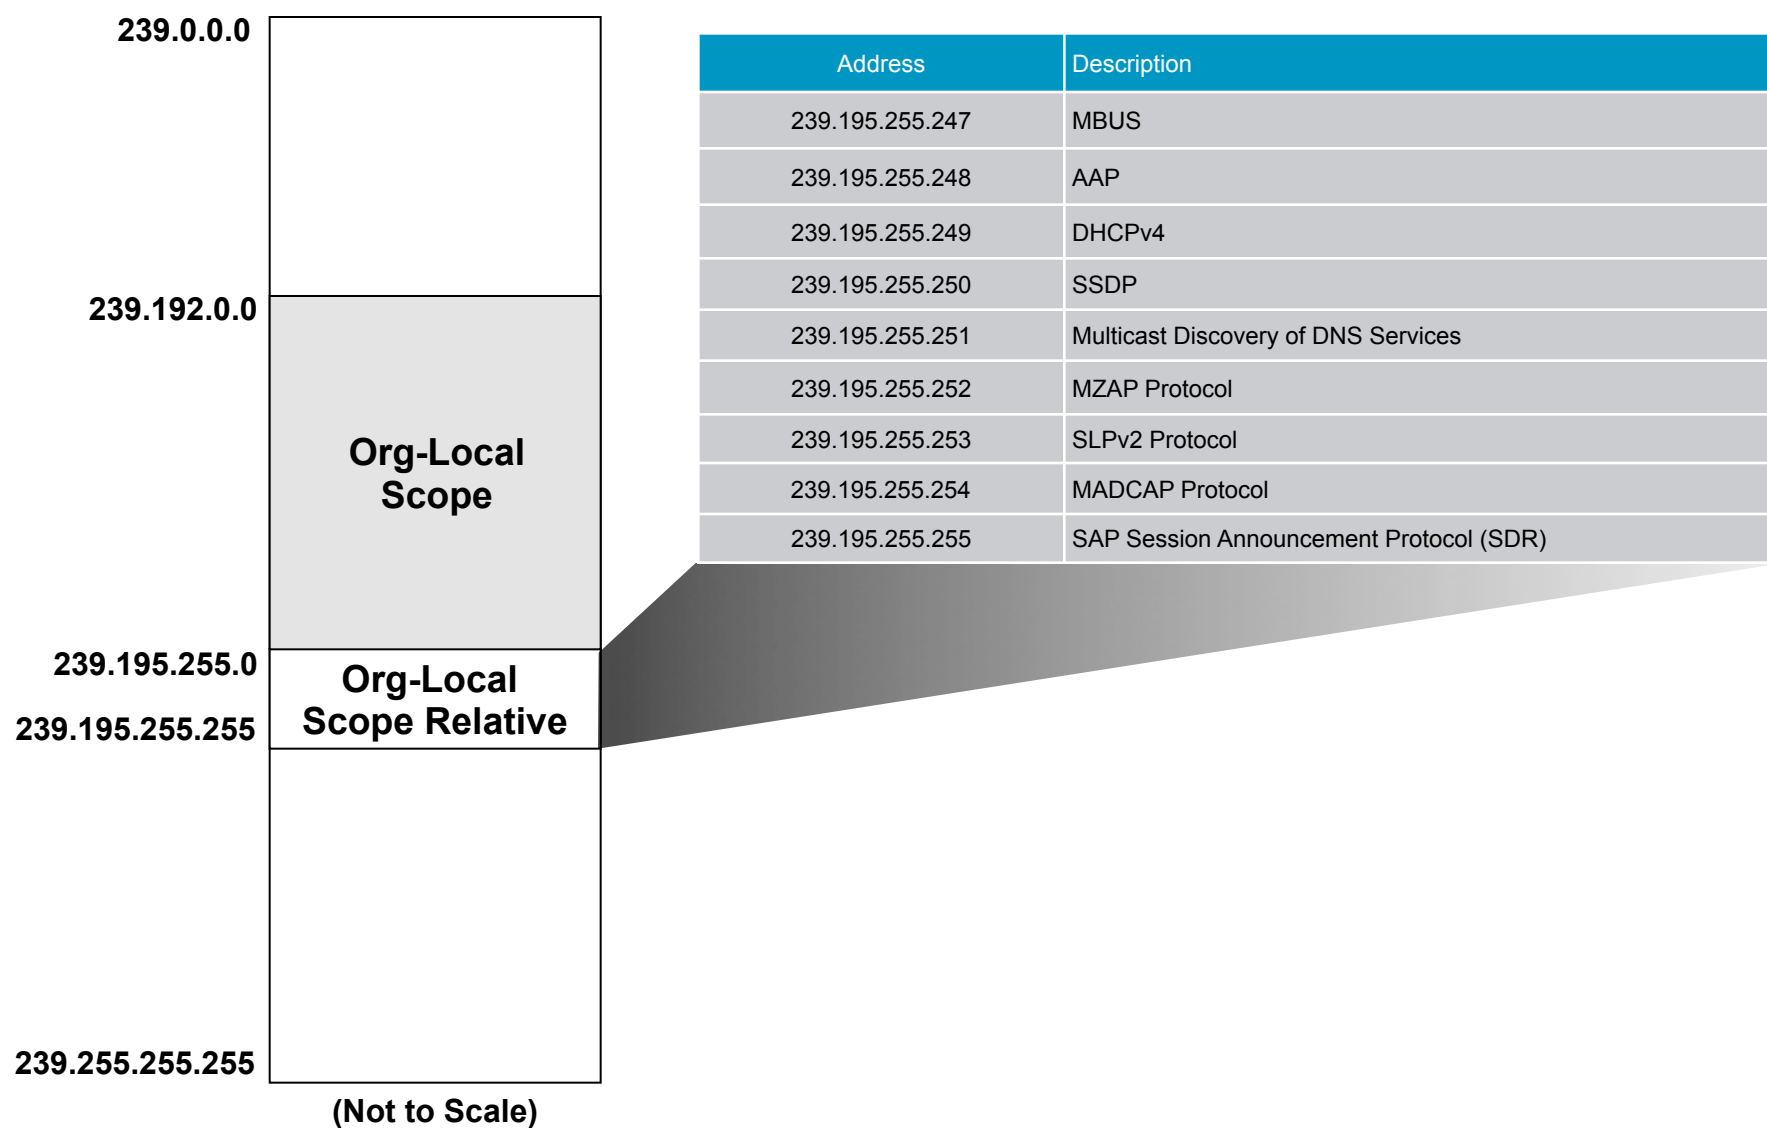 239.0.0.0
239.192.0.0
Org-Local
Scope
239.195.255.0
Org-Local
Scope Relative
239.195.255.255
239.255.255.255
(Not to Scale)
Address Description
239.195.255.247 MBUS
239.195.255.248 AAP
239.195.255.249 DHCPv4
239.195.255.250 SSDP
239.195.255.251 Multicast Discovery of DNS Services
239.195.255.252 MZAP Protocol
239.195.255.253 SLPv2 Protocol
239.195.255.254 MADCAP Protocol
239.195.255.255 SAP Session Announcement Protocol (SDR)